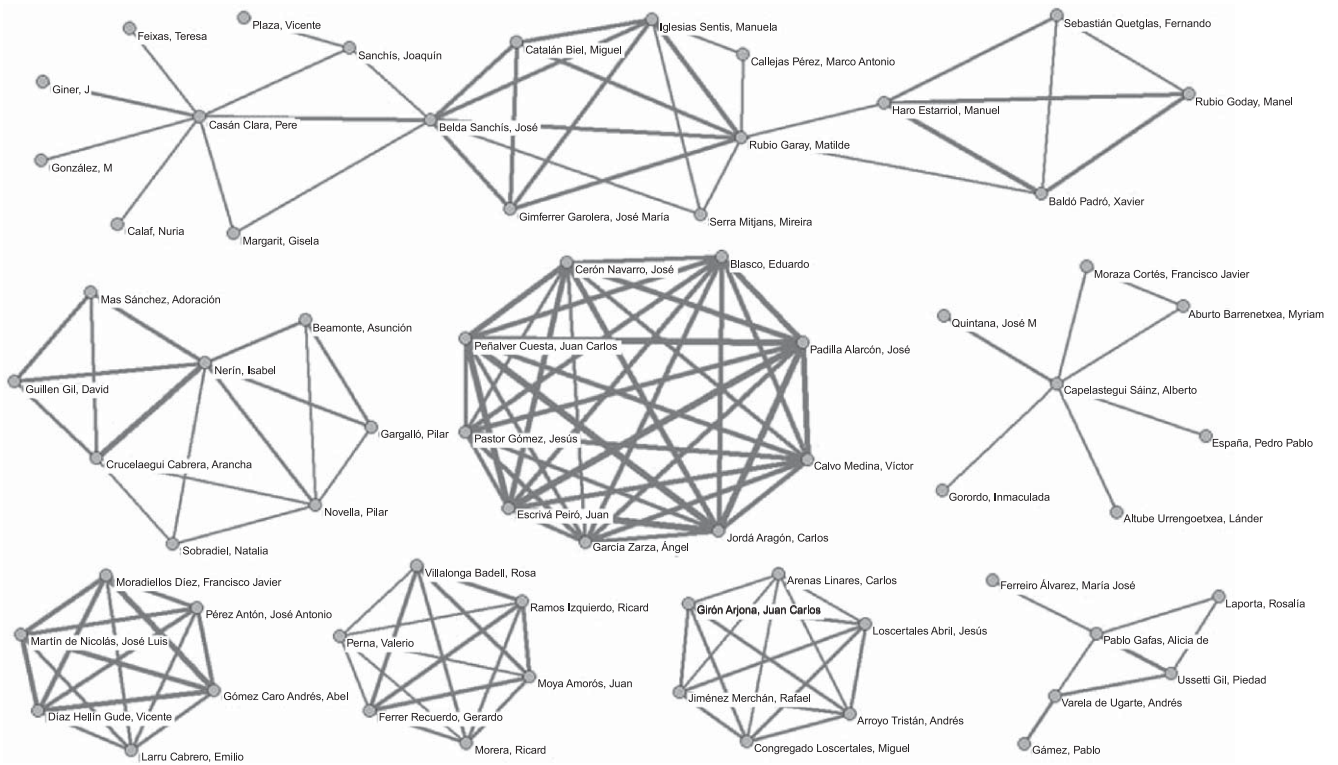 Feixas, Teresa
Plaza, Vicente
Sanchís, Joaquín
Giner, J
Casán Clara, Pere
González, M
Calaf, Nuria
Margarit, Gisela
Iglesias Sentis, Manuela
Catalán Biel, Miguel
Callejas Pérez, Marco Antonio
Belda Sanchís, José
Rubio Garay, Matilde
Gimferrer Garolera, José María
Serra Mitjans, Mireira
Sebastián Quetglas, Fernando
Haro Estarriol, Manuel
Rubio Goday, Manel
Baldó Padró, Xavier
Mas Sánchez, Adoración
Beamonte, Asunción
Nerín, Isabel
Guillen Gil, David
Gargalló, Pilar
Crucelaegui Cabrera, Arancha
Novella, Pilar
Sobradiel, Natalia
Cerón Navarro, José
Blasco, Eduardo
Peñalver Cuesta, Juan Carlos
Padilla Alarcón, José
Pastor Gómez, Jesús
Calvo Medina, Víctor
Escrivá Peiró, Juan
Jordá Aragón, Carlos
García Zarza, Ángel
Moraza Cortés, Francisco Javier
Aburto Barrenetxea, Myriam
Quintana, José M
Capelastegui Sáinz, Alberto
España, Pedro Pablo
Gorordo, Inmaculada
Altube Urrengoetxea, Lánder
Moradiellos Díez, Francisco Javier
Pérez Antón, José Antonio
Martín de Nicolás, José Luis
Gómez Caro Andrés, Abel
Díaz Hellín Gude, Vicente
Larru Cabrero, Emilio
Villalonga Badell, Rosa
Ramos Izquierdo, Ricard
Perna, Valerio
Moya Amorós, Juan
Ferrer Recuerdo, Gerardo
Morera, Ricard
Arenas Linares, Carlos
Girón Arjona, Juan Carlos
Loscertales Abril, Jesús
Jiménez Merchán, Rafael
Arroyo Tristán, Andrés
Congregado Loscertales, Miguel
Ferreiro Álvarez, María José
Laporta, Rosalía
Pablo Gafas, Alicia de
Ussetti Gil, Piedad
Varela de Ugarte, Andrés
Gámez, Pablo